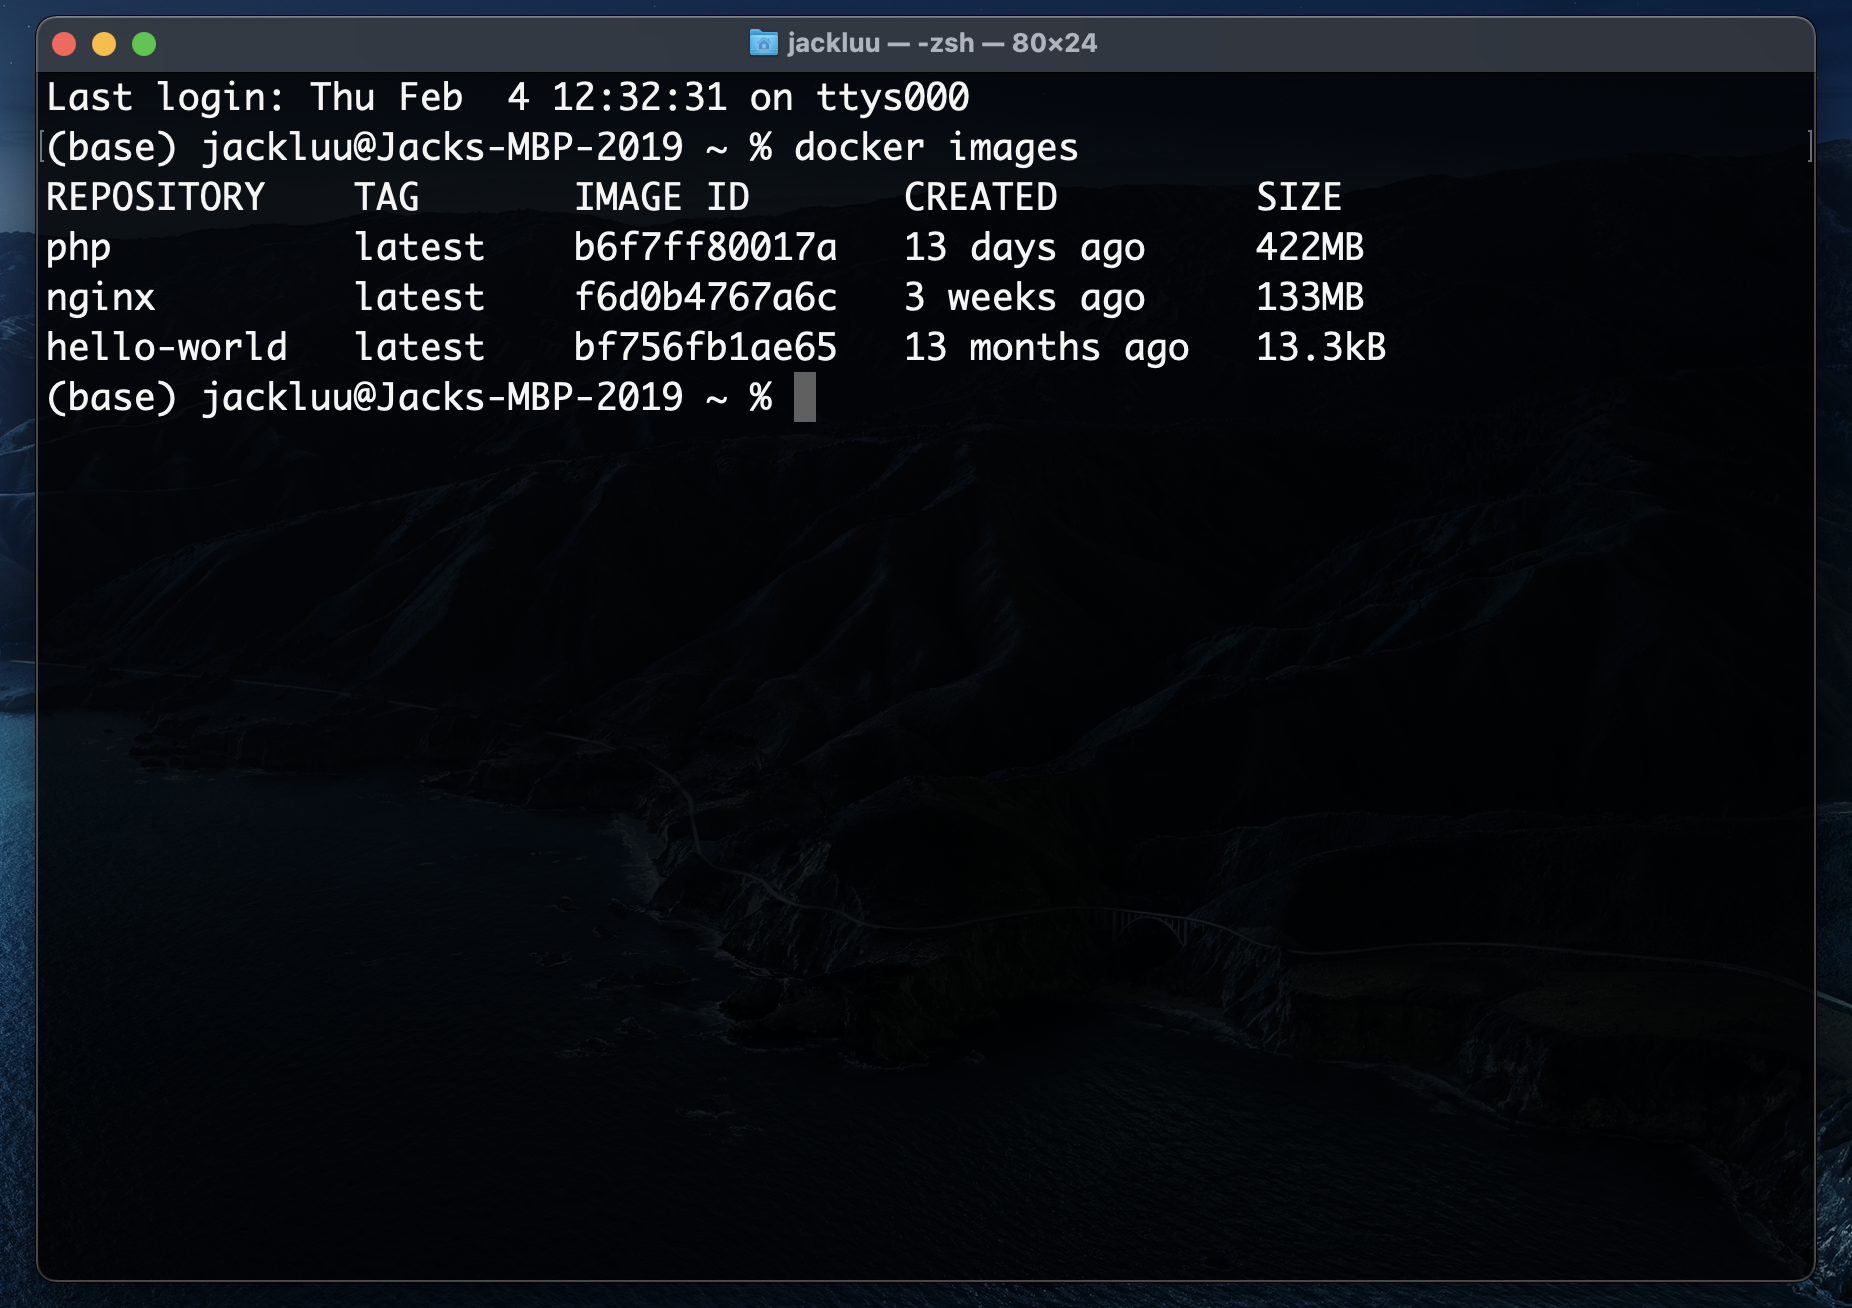 jackluu — -zsh — 80×24
Last login: Thu Feb  4 12:32:31 on ttys000
(base) jackluu@Jacks-MBP-2019 ~ % docker images
REPOSITORY    TAG       IMAGE ID       CREATED         SIZE
php           latest    b6f7ff80017a   13 days ago     422MB
nginx         latest    f6d0b4767a6c   3 weeks ago     133MB
hello-world   latest    bf756fb1ae65   13 months ago   13.3kB
(base) jackluu@Jacks-MBP-2019 ~ %